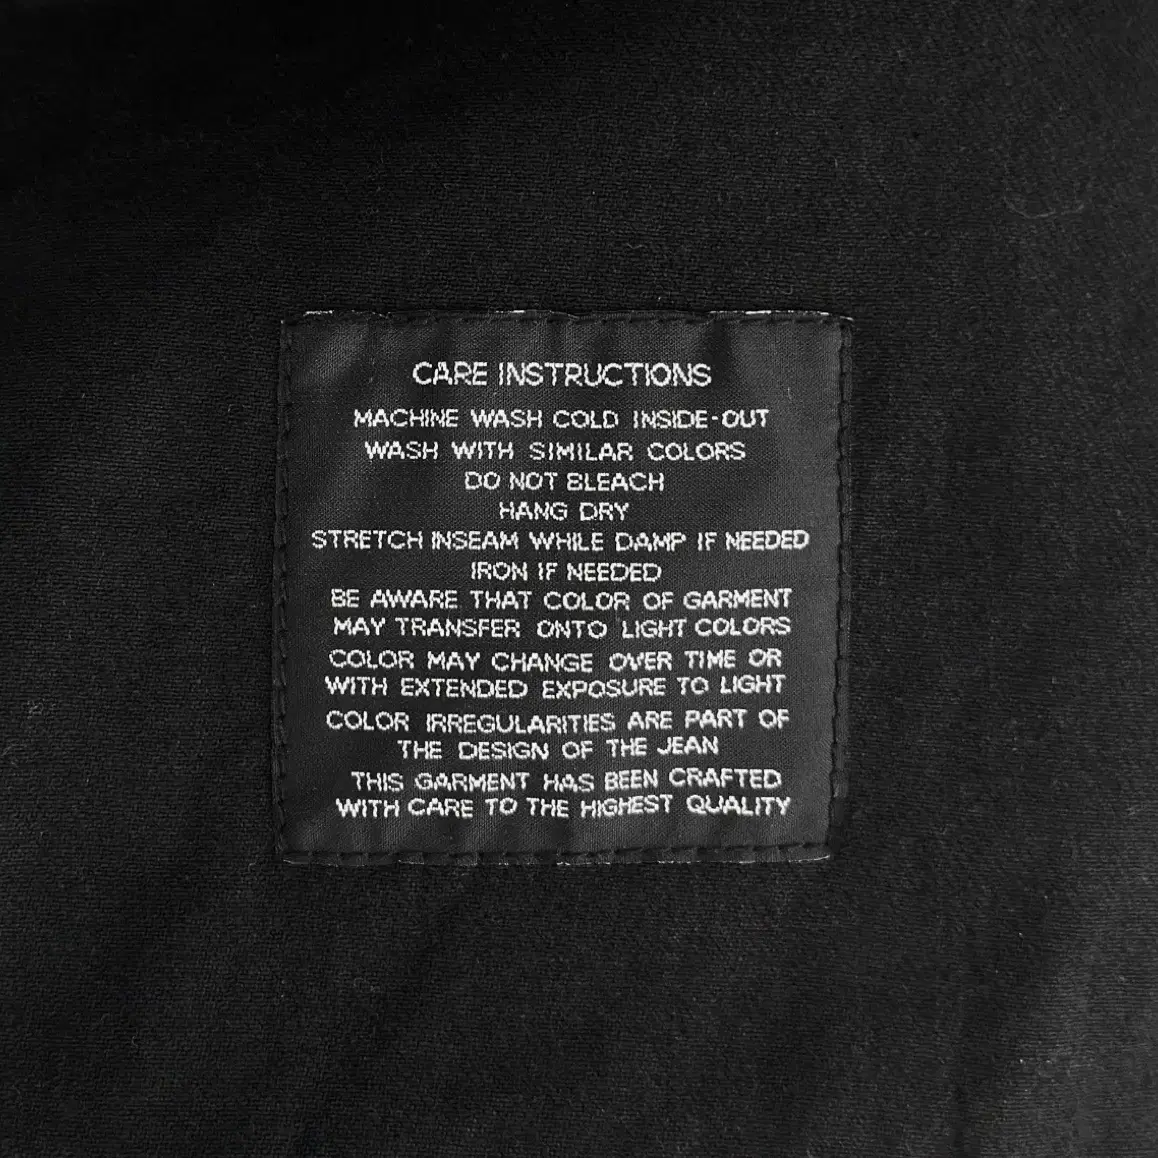 CARE INSTRUCTIONS
MACHINE WASH COLD INSIDE-OUT
WASH WITH SIMILAR COLORS
DO NOT BLEACH
HANG DRY
STRETCH INSEAM WHILE DAMP IF NEEDED
IRON IF NEEDED
BE AWARE THAT COLOR OF GARMENT
MAY TRANSFER ONTO LIGHT COLORS
COLOR MAY CHANGE OVER TIME OR
WITH EXTENDED EXPOSURE TO LIGHT
COLOR IRREGULARITIES ARE PART OF
THE DESIGN OF THE JEAN
THIS GARMENT HAS BEEN CRAFTED
WITH CARE TO THE HIGHEST QUALITY